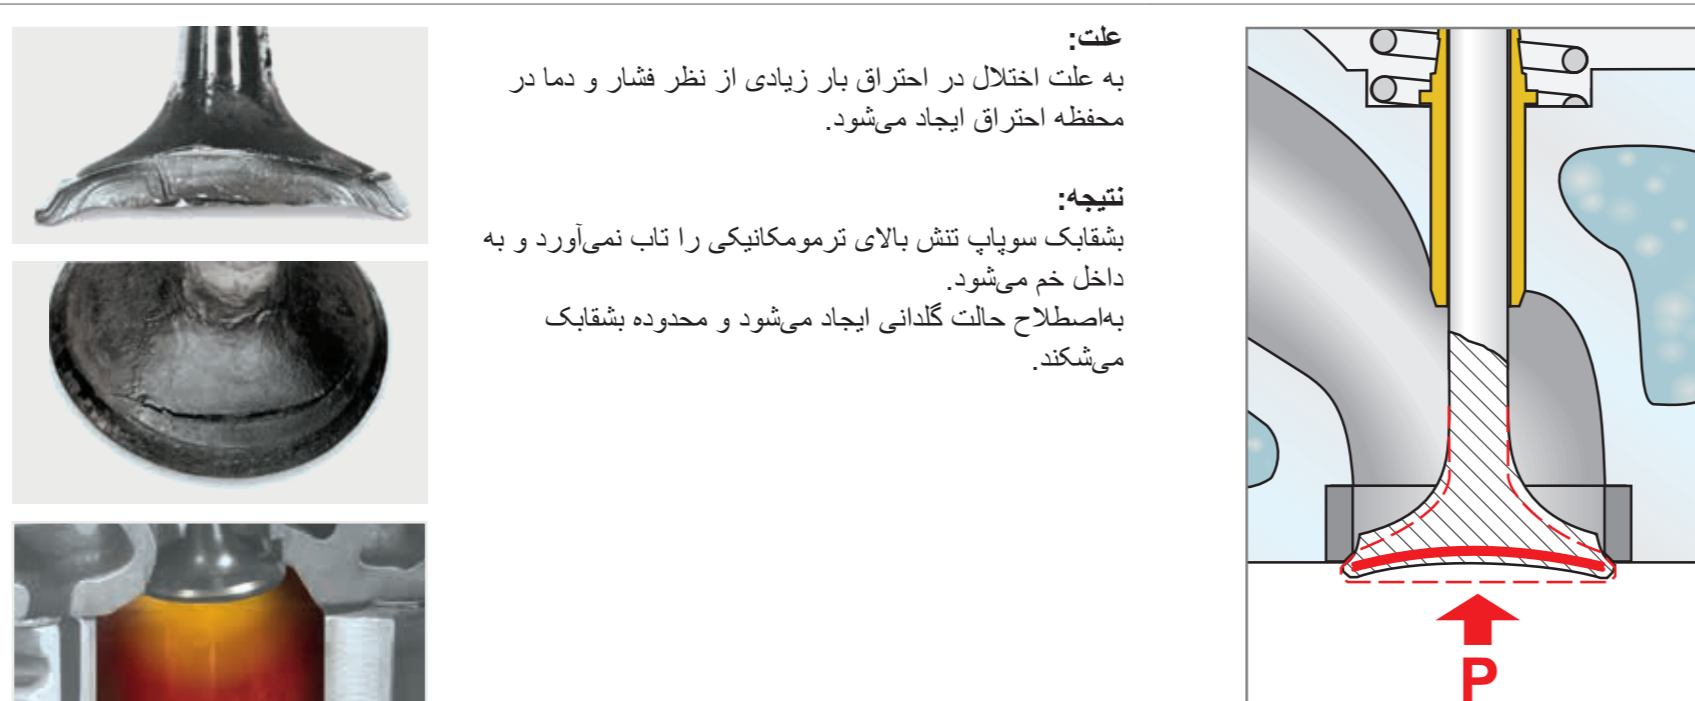 علت:
به علت اختلال در احتراق بار زیادی از نظر فشار و دما در
محفظه احتراق ایجاد می‌شود.
نتیجه:
بشقابک سوپاپ تنش بالای ترمومکانیکی را تاب نمی‌آورد و به
داخل خم می‌شود.
به‌اصطلاح حالت گلدانی ایجاد می‌شود و محدوده بشقابک
می‌شکند.
P